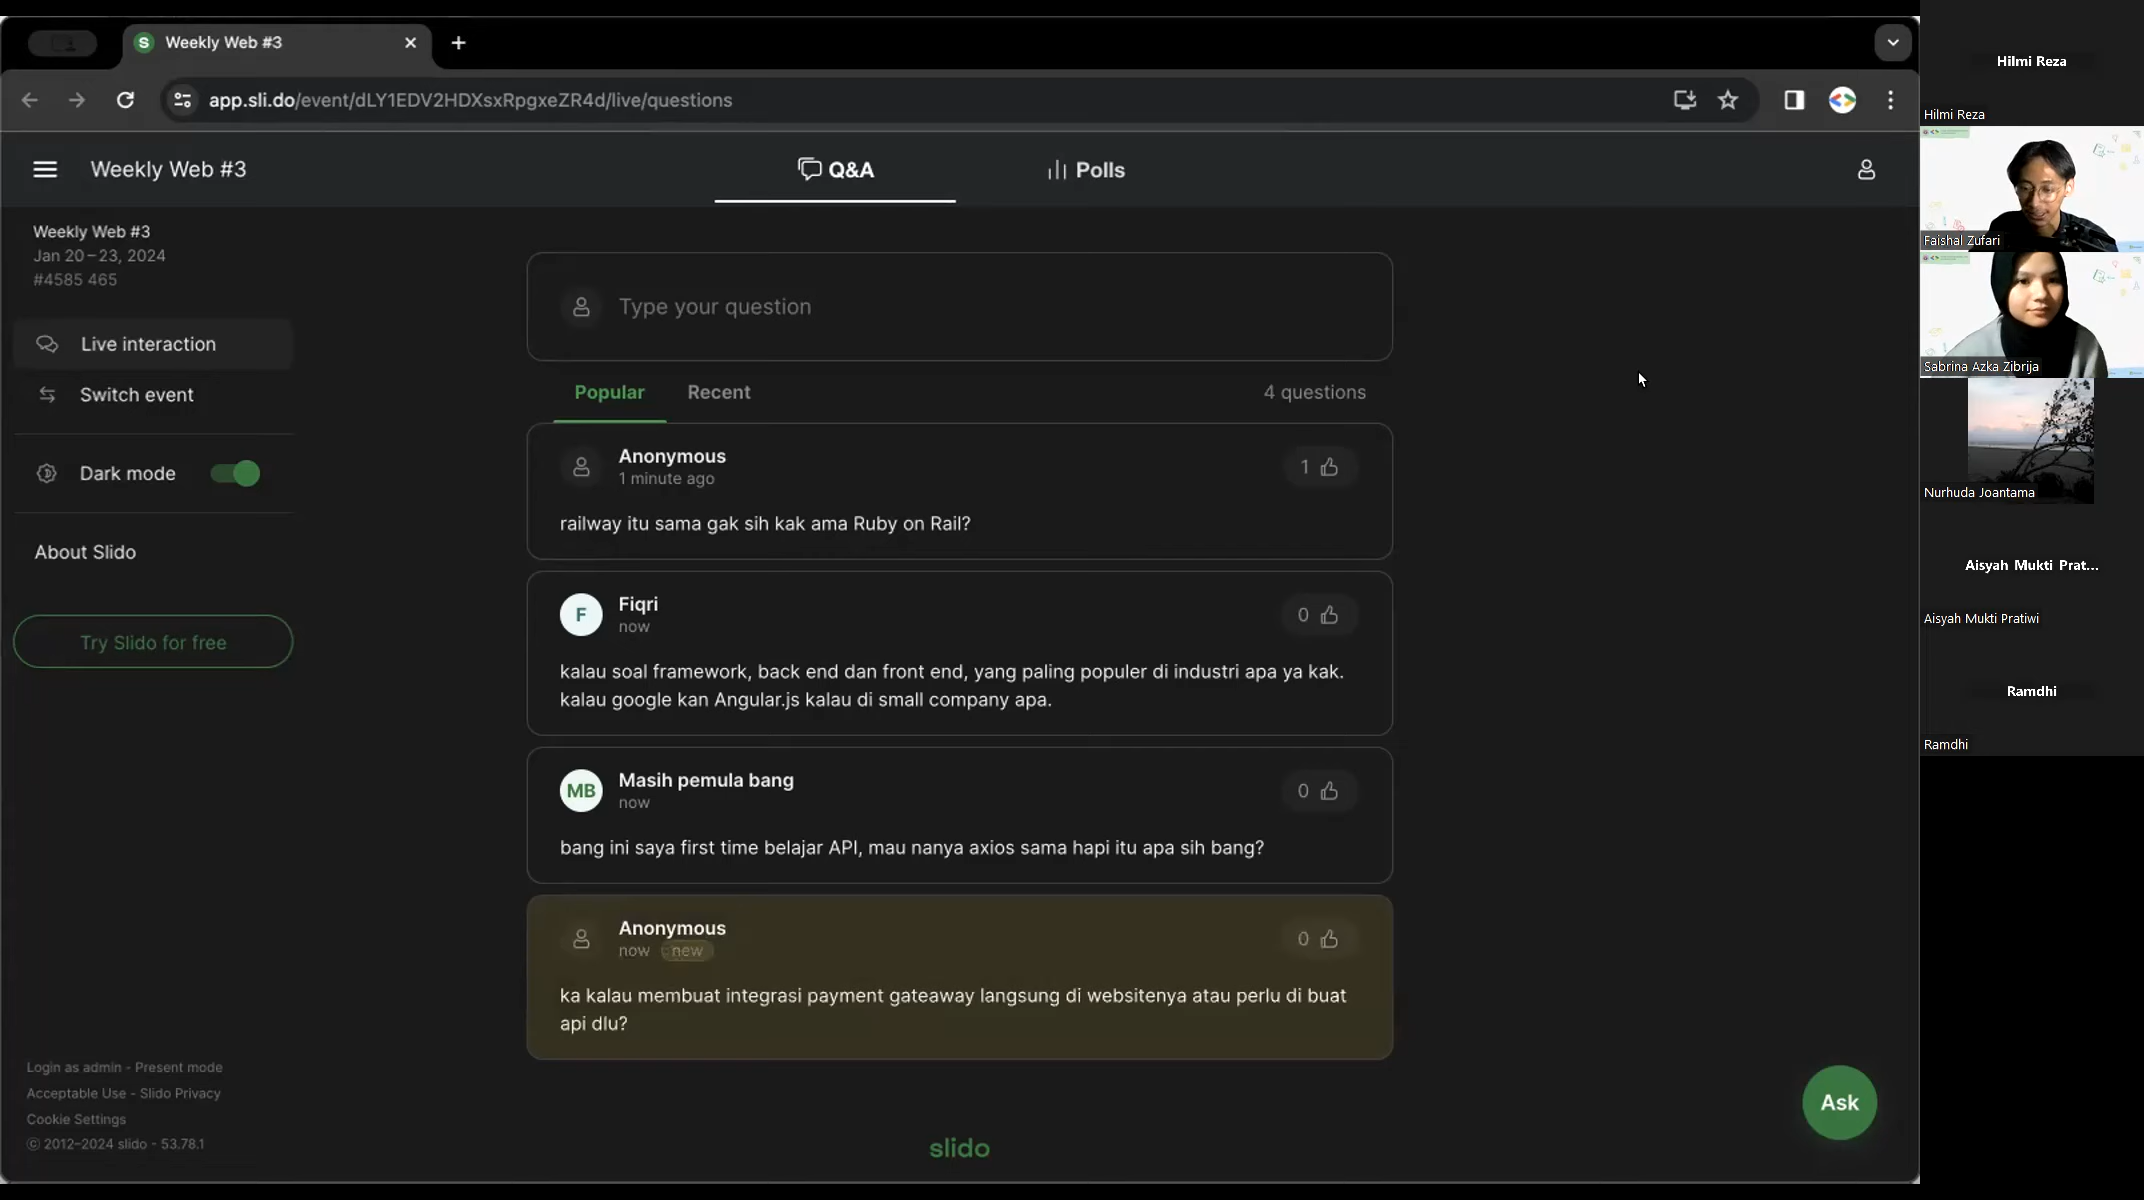 Weekly Web #3
app.sli.do/event/dLY1EDV2HDXsxRpgxeZR4d/live/questions
Weekly Web #3
Q&A
Polls
Weekly Web #3
Jan 20–23, 2024
#4585 465
Live interaction
Switch event
Dark mode
About Slido
Try Slido for free
Login as admin - Present mode
Acceptable Use - Slido Privacy
Cookie Settings
© 2012–2024 slido - 53.78.1
Type your question
Popular
Recent
4 questions
Anonymous
1 minute ago
1
railway itu sama gak sih kak ama Ruby on Rail?
F
Fiqri
now
0
kalau soal framework, back end dan front end, yang paling populer di industri apa ya kak.
kalau google kan Angular.js kalau di small company apa.
MB
Masih pemula bang
now
0
bang ini saya first time belajar API, mau nanya axios sama hapi itu apa sih bang?
Anonymous
now new
0
ka kalau membuat integrasi payment gateaway langsung di websitenya atau perlu di buat
api dlu?
slido
Ask
Hilmi Reza
Hilmi Reza
Faishal Zufari
Sabrina Azka Zibrija
Nurhuda Joantama
Aisyah Mukti Prat...
Aisyah Mukti Pratiwi
Ramdhi
Ramdhi